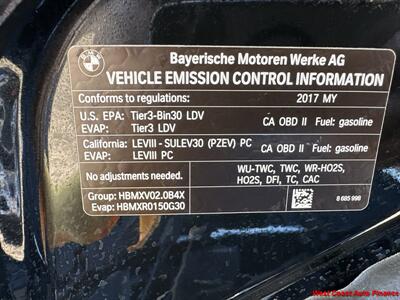 BMW
Bayerische Motoren Werke AG
VEHICLE EMISSION CONTROL INFORMATION
Conforms to regulations: 2017 MY
U.S. EPA: Tier3-Bin30 LDV CA OBD II Fuel: gasoline
EVAP: Tier3 LDV
California: LEVIII - SULEV30 (PZEV) PC CA OBD II Fuel: gasoline
EVAP: LEVIII PC
No adjustments needed. WU-TWC, TWC, WR-HO2S,
HO2S, DFI, TC, CAC
Group: HBMXV02.0B4X
Evap: HBMXR0150G30
8 685 998
West Coast Auto Finance